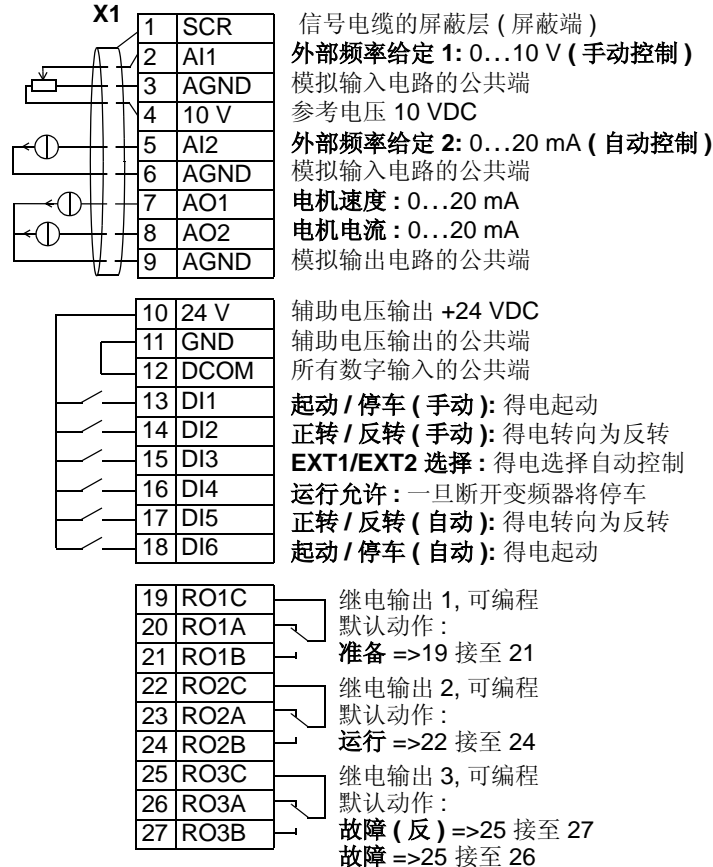 X1
1 SCR 信号电缆的屏蔽层 ( 屏蔽端 )
2 AI1 外部频率给定 1: 0…10 V ( 手动控制 )
3 AGND 模拟输入电路的公共端
4 10 V 参考电压 10 VDC
5 AI2 外部频率给定 2: 0…20 mA ( 自动控制 )
6 AGND 模拟输入电路的公共端
7 AO1 电机速度 : 0…20 mA
8 AO2 电机电流 : 0…20 mA
9 AGND 模拟输出电路的公共端
10 24 V 辅助电压输出 +24 VDC
11 GND 辅助电压输出的公共端
12 DCOM 所有数字输入的公共端
13 DI1 起动 / 停车 ( 手动 ): 得电起动
14 DI2 正转 / 反转 ( 手动 ): 得电转向为反转
15 DI3 EXT1/EXT2 选择 : 得电选择自动控制
16 DI4 运行允许 : 一旦断开变频器将停车
17 DI5 正转 / 反转 ( 自动 ): 得电转向为反转
18 DI6 起动 / 停车 ( 自动 ): 得电起动
19 RO1C 继电输出 1, 可编程
20 RO1A 默认动作 :
21 RO1B 准备 =>19 接至 21
22 RO2C 继电输出 2, 可编程
23 RO2A 默认动作 :
24 RO2B 运行 =>22 接至 24
25 RO3C 继电输出 3, 可编程
26 RO3A 默认动作 :
27 RO3B 故障 ( 反 ) =>25 接至 27
故障 =>25 接至 26